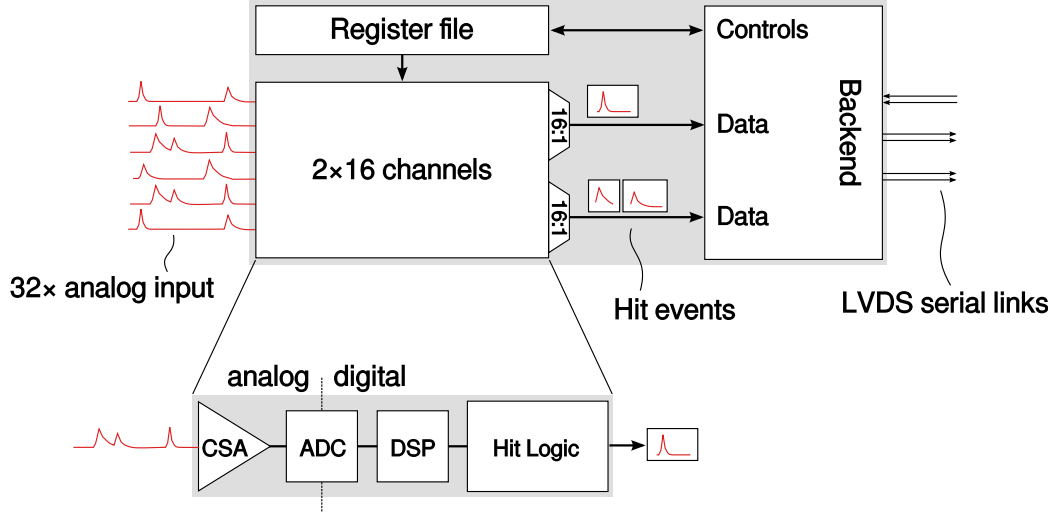 Register file
Controls
2×16 channels
16:1
16:1
Data
Data
Backend
32× analog input
Hit events
LVDS serial links
analog
digital
CSA
ADC
DSP
Hit Logic